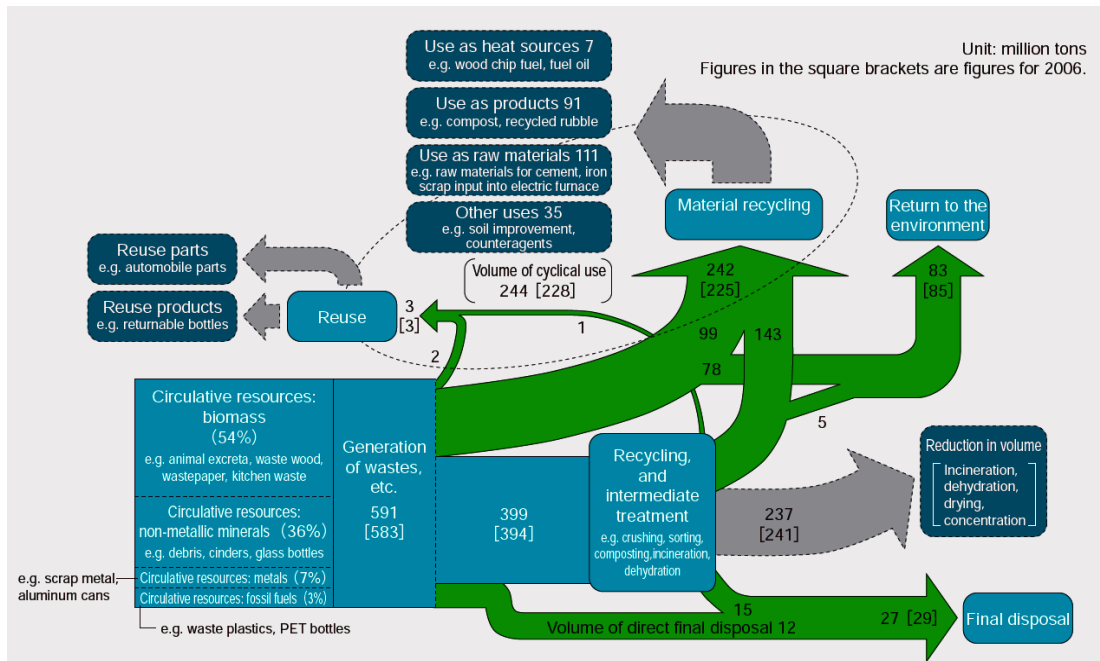 Unit: million tons
Figures in the square brackets are figures for 2006.
Use as heat sources 7
e.g. wood chip fuel, fuel oil
Use as products 91
e.g. compost, recycled rubble
Use as raw materials 111
e.g. raw materials for cement, iron
scrap input into electric furnace
Other uses 35
e.g. soil improvement,
counteragents
Material recycling
Return to the
environment
Reuse parts
e.g. automobile parts
Reuse products
e.g. returnable bottles
Reuse
Volume of cyclical use
244 [228]
3
[3]
1
2
242
[225]
83
[85]
99
143
78
5
Circulative resources:
biomass
(54%)
e.g. animal excreta, waste wood,
wastepaper, kitchen waste
Circulative resources:
non-metallic minerals (36%)
e.g. debris, cinders, glass bottles
Circulative resources: metals (7%)
Circulative resources: fossil fuels (3%)
e.g. scrap metal,
aluminum cans
e.g. waste plastics, PET bottles
Generation
of wastes,
etc.
591
[583]
399
[394]
Recycling,
and
intermediate
treatment
e.g. crushing, sorting,
composting,incineration,
dehydration
237
[241]
Reduction in volume
Incineration,
dehydration,
drying,
concentration
15
Volume of direct final disposal 12
27 [29]
Final disposal